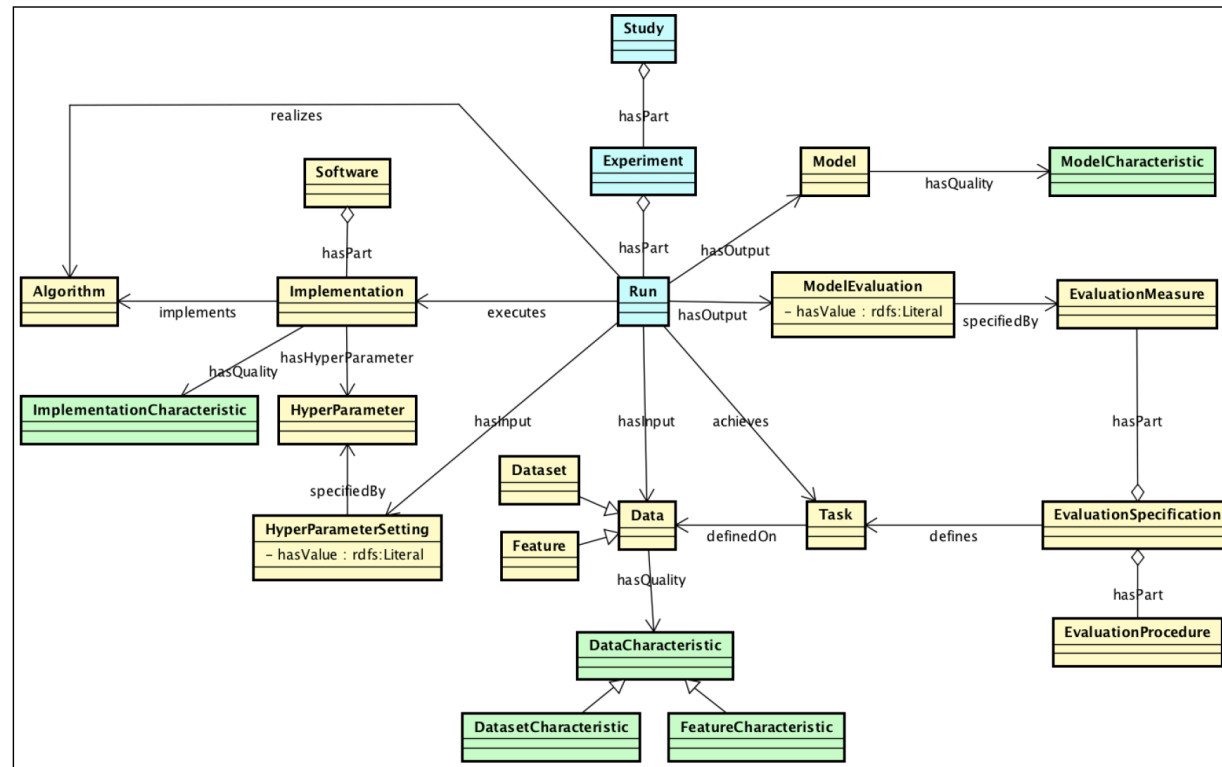 Study
hasPart
realizes
Software
Experiment
Model
ModelCharacteristic
hasQuality
hasPart
hasPart
hasOutput
Algorithm
Implementation
Run
ModelEvaluation
- hasValue : rdfs:Literal
EvaluationMeasure
implements
executes
hasOutput
specifiedBy
hasQuality
hasHyperParameter
ImplementationCharacteristic
HyperParameter
hasInput
hasInput
achieves
hasPart
Dataset
specifiedBy
HyperParameterSetting
- hasValue : rdfs:Literal
Data
Task
EvaluationSpecification
Feature
definedOn
defines
hasQuality
hasPart
EvaluationProcedure
DataCharacteristic
DatasetCharacteristic
FeatureCharacteristic